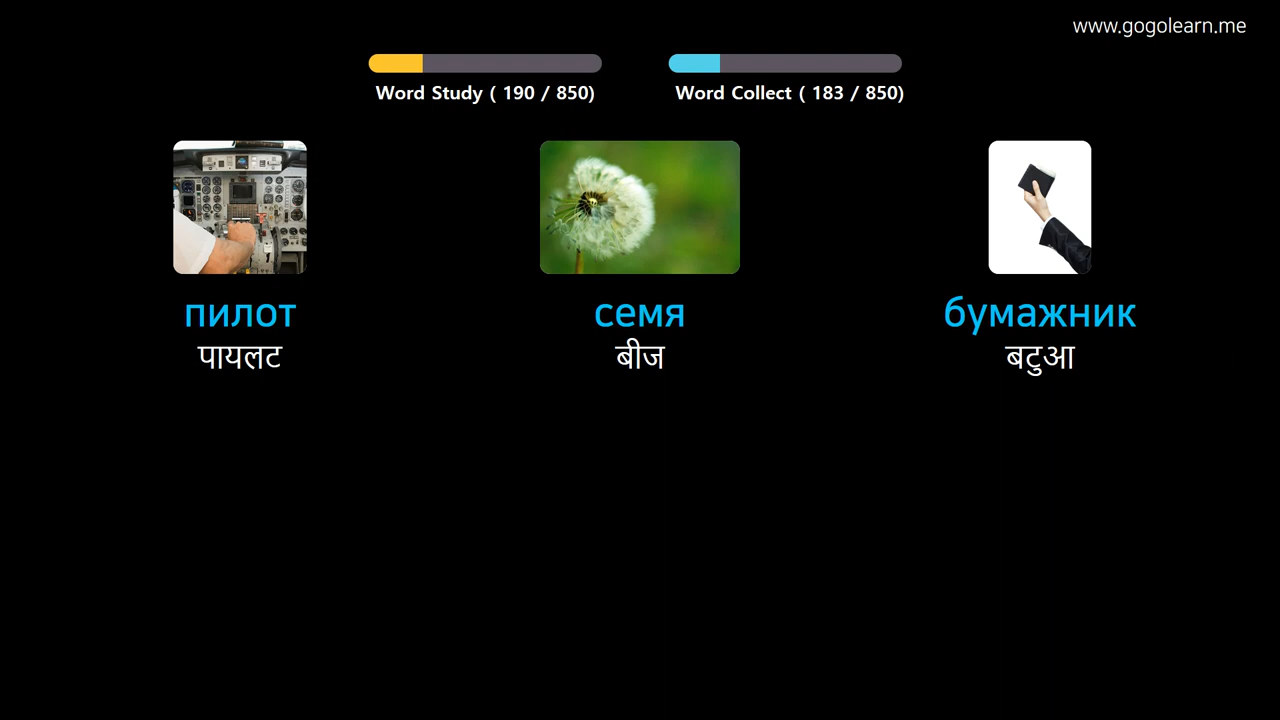 www.gogolearn.me
Word Study ( 190 / 850)
Word Collect ( 183 / 850)
пилот
семя
бумажник
पायलट
बीज
बटुआ